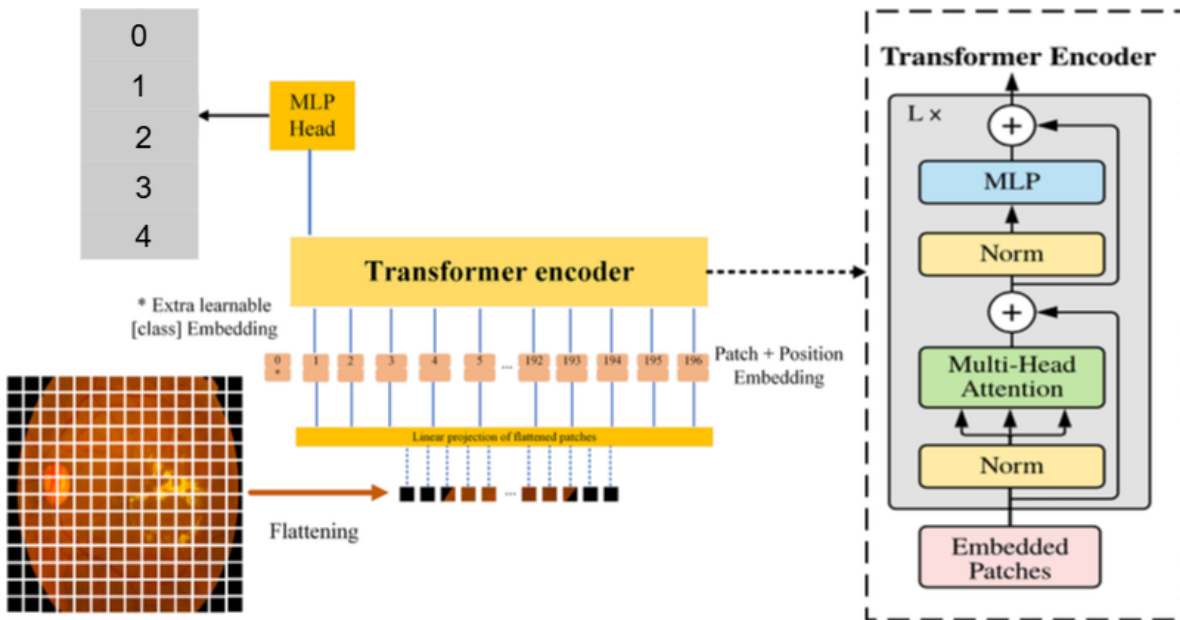 0
1
2
3
4
MLP
Head
Transformer encoder
* Extra learnable
[class] Embedding
0 1 2 3 4 5 ... 192 193 194 195 196
*
Patch + Position
Embedding
Linear projection of flattened patches
...
Flattening
Transformer Encoder
L ×
+
MLP
Norm
+
Multi-Head
Attention
Norm
Embedded
Patches